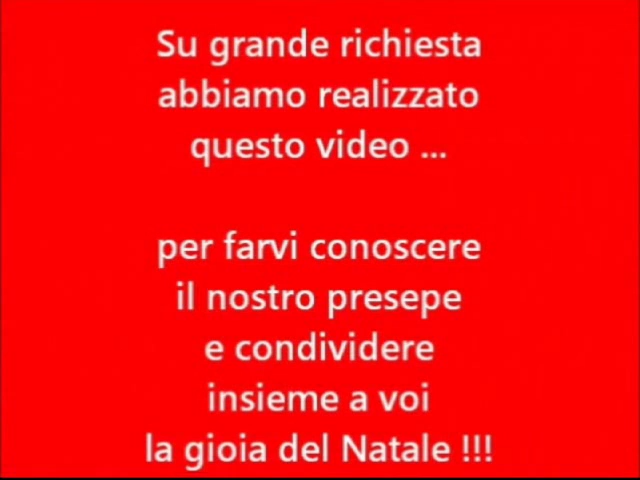 Su grande richiesta
abbiamo realizzato
questo video ...
per farvi conoscere
il nostro presepe
e condividere
insieme a voi
la gioia del Natale !!!